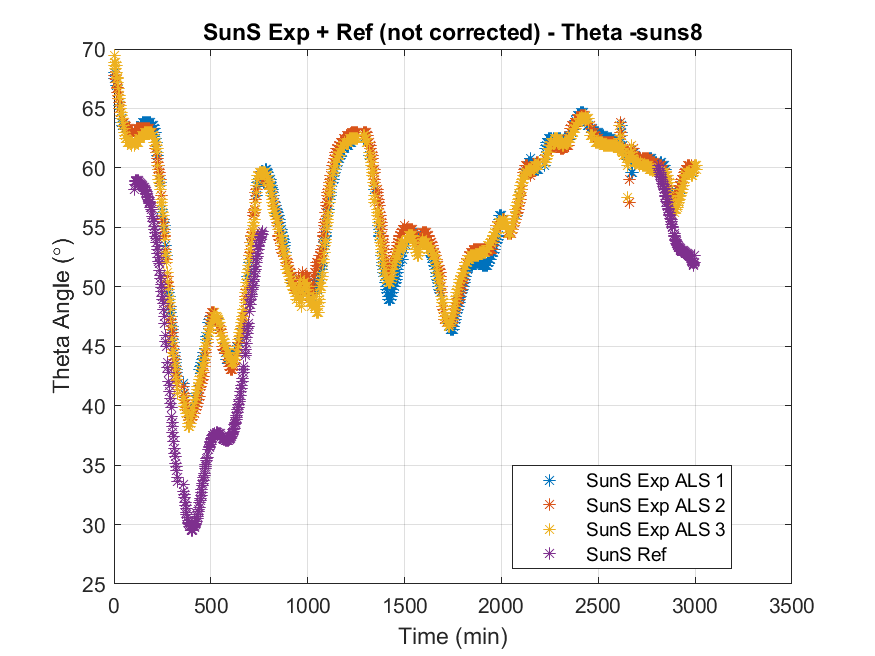 SunS Exp + Ref (not corrected) - Theta -suns8
70
65
60
55
50
45
40
35
30
25
Theta Angle (°)
0 500 1000 1500 2000 2500 3000 3500
Time (min)
SunS Exp ALS 1
SunS Exp ALS 2
SunS Exp ALS 3
SunS Ref